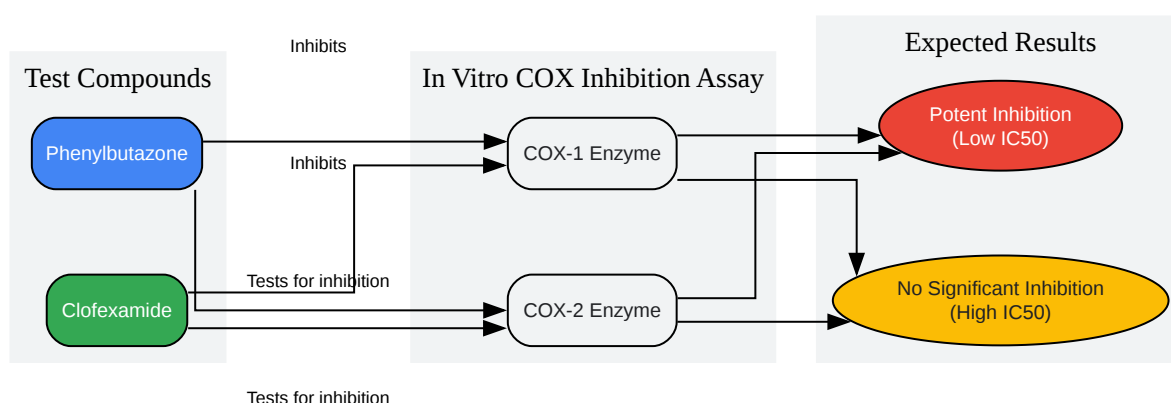 Inhibits
Expected Results
Test Compounds
In Vitro COX Inhibition Assay
Potent Inhibition
(Low IC50)
Phenylbutazone
COX-1 Enzyme
Inhibits
Tests for inhibition
No Significant Inhibition
(High IC50)
Clofexamide
COX-2 Enzyme
Tests for inhibition